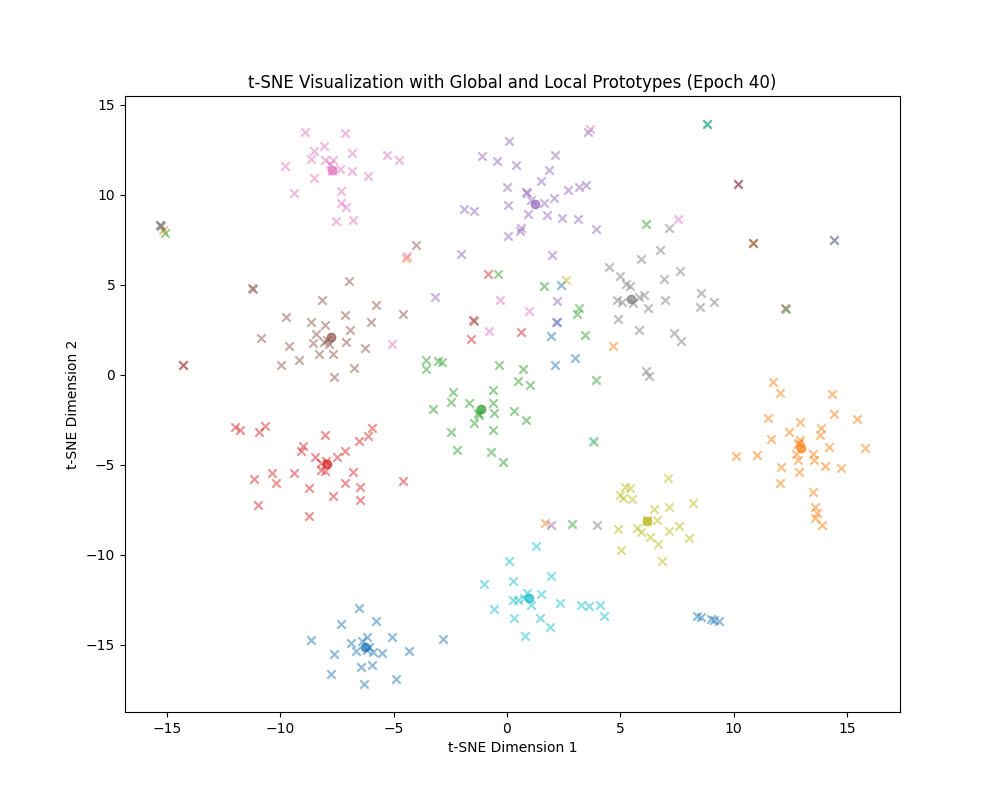 t-SNE Visualization with Global and Local Prototypes (Epoch 40)
15
10
5
0
−5
−10
−15
t-SNE Dimension 2
−15 −10 −5 0 5 10 15
t-SNE Dimension 1